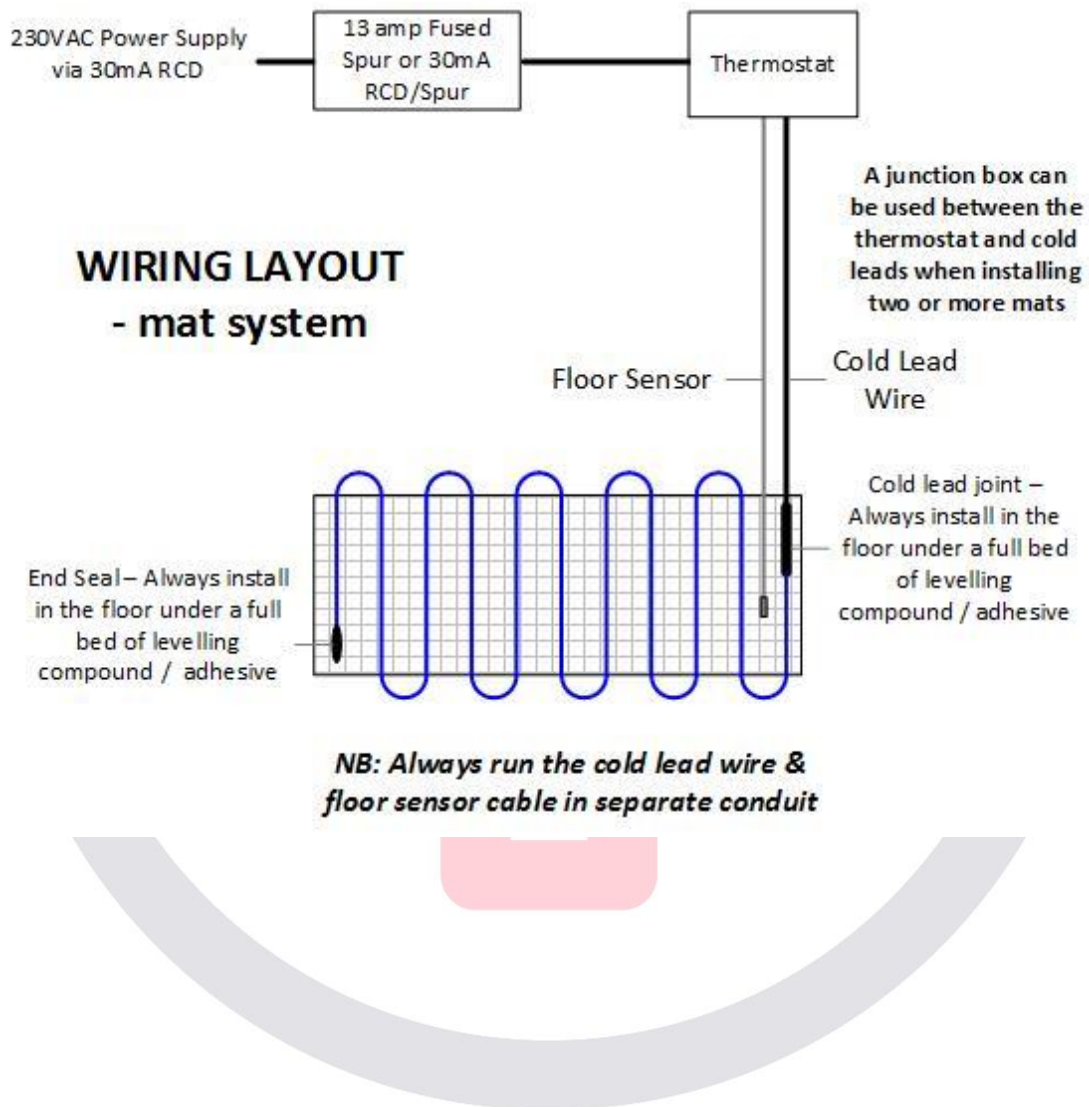 230VAC Power Supply
via 30mA RCD
13 amp Fused
Spur or 30mA
RCD/Spur
Thermostat
A junction box can
be used between the
thermostat and cold
leads when installing
two or more mats
WIRING LAYOUT
- mat system
Floor Sensor
Cold Lead
Wire
Cold lead joint –
Always install in the
floor under a full bed
of levelling
compound / adhesive
End Seal – Always install
in the floor under a full
bed of levelling
compound / adhesive
NB: Always run the cold lead wire &
floor sensor cable in separate conduit